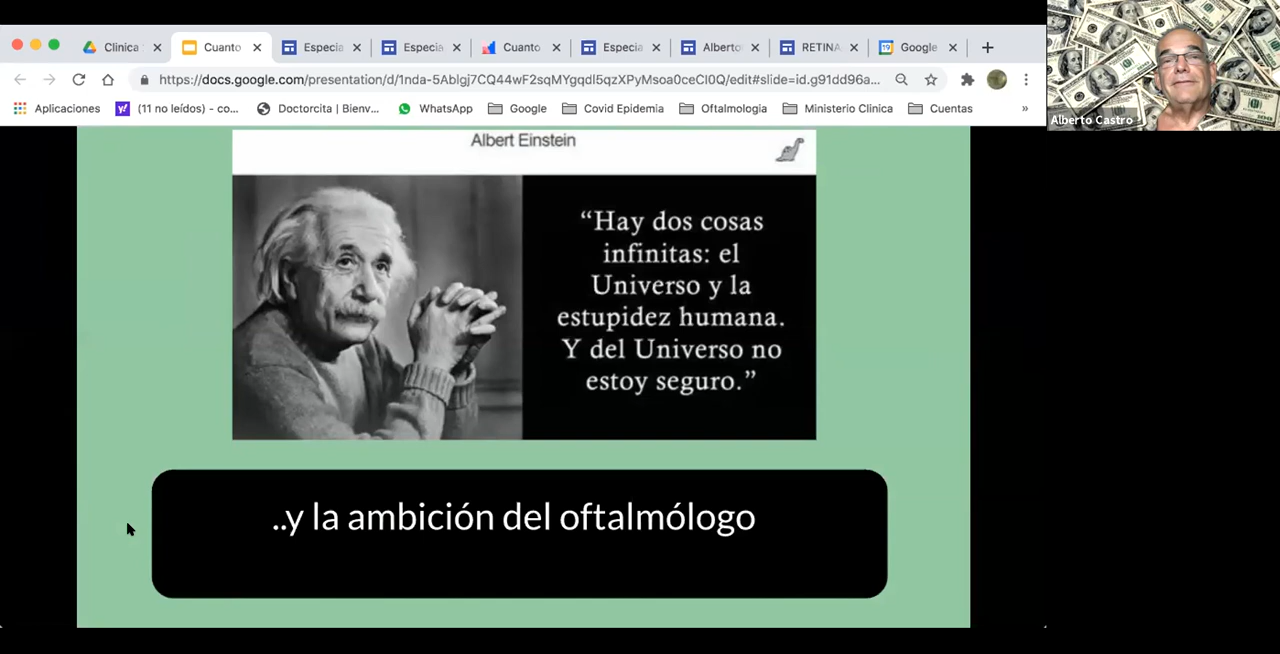 Clinica
Cuanto
Especia
Especia
Cuanto
Especia
Alberto
RETINA
19
Google
https://docs.google.com/presentation/d/1nda-5Ablgj7CQ44wF2sqMYgqdl5qzXPyMsoa0ceCl0Q/edit#slide=id.g91dd96a...
Aplicaciones
(11 no leídos) - co...
Doctorcita | Bienv...
WhatsApp
Google
Covid Epidemia
Oftalmologia
Ministerio Clinica
Cuentas
»
Alberto Castro
Albert Einstein
“Hay dos cosas
infinitas: el
Universo y la
estupidez humana.
Y del Universo no
estoy seguro.”
..y la ambición del oftalmólogo